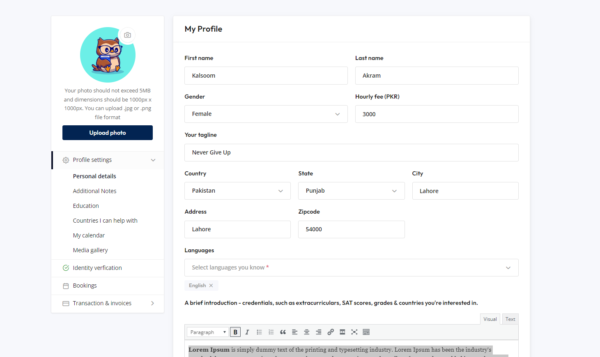 My Profile
Your photo should not exceed 5MB
and dimensions should be 1000px x
1000px. You can upload .jpg or .png
file format
Upload photo
Profile settings
Personal details
Additional Notes
Education
Countries I can help with
My calendar
Media gallery
Identity verfication
Bookings
Transaction & invoices
First name
Last name
Kalsoom
Akram
Gender
Hourly fee (PKR)
Female
3000
Your tagline
Never Give Up
Country
State
City
Pakistan
Punjab
Lahore
Address
Zipcode
Lahore
54000
Languages
Select languages you know *
English ×
A brief introduction - credentials, such as extracurriculars, SAT scores, grades & countries you're interested in.
Visual
Text
Paragraph
B
I
Lorem Ipsum is simply dummy text of the printing and typesetting industry. Lorem Ipsum has been the industry's